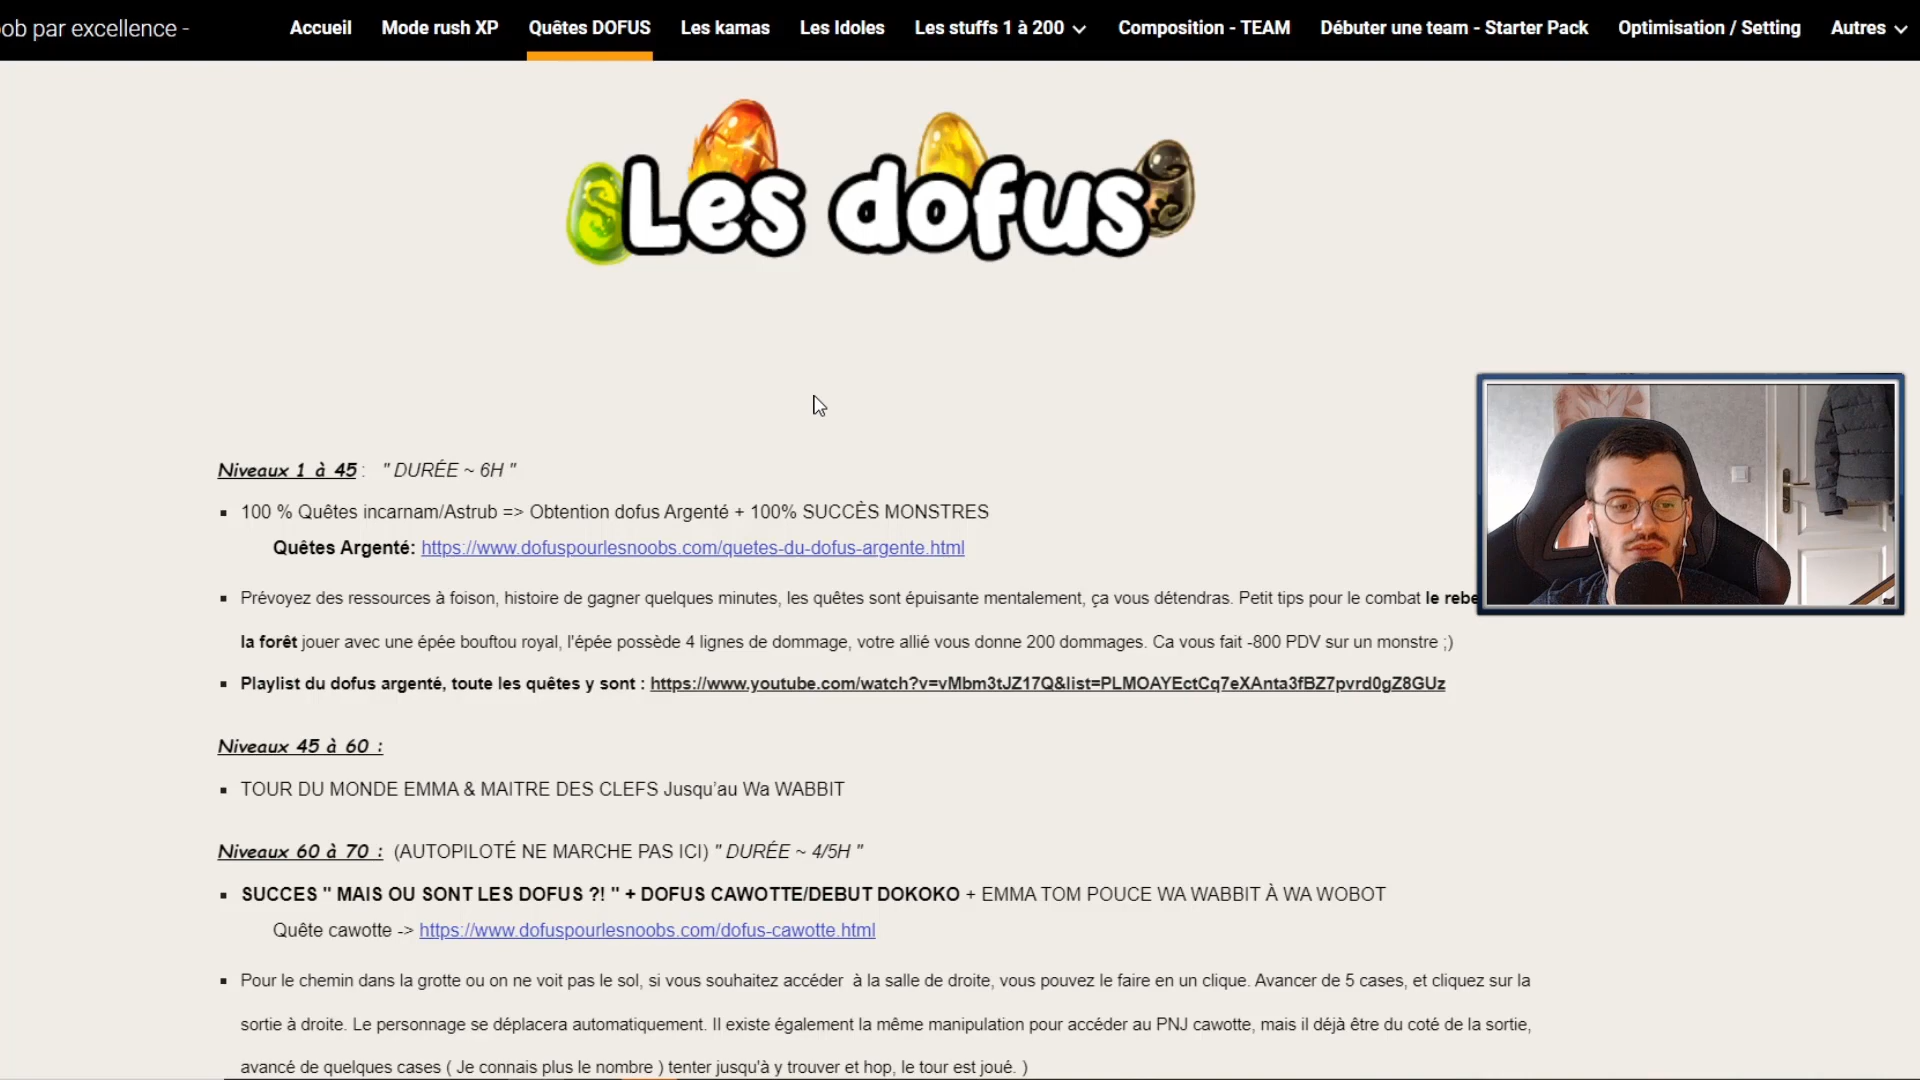 ob par excellence -
Accueil
Mode rush XP
Quêtes DOFUS
Les kamas
Les Idoles
Les stuffs 1 à 200
Composition - TEAM
Débuter une team - Starter Pack
Optimisation / Setting
Autres
Les dofus
Niveaux 1 à 45 : " DURÉE ~ 6H "
100 % Quêtes incarnam/Astrub => Obtention dofus Argenté + 100% SUCCÈS MONSTRES
Quêtes Argenté: https://www.dofuspourlesnoobs.com/quetes-du-dofus-argente.html
Prévoyez des ressources à foison, histoire de gagner quelques minutes, les quêtes sont épuisante mentalement, ça vous détendras. Petit tips pour le combat le rebe
la forêt jouer avec une épée bouftou royal, l'épée possède 4 lignes de dommage, votre allié vous donne 200 dommages. Ca vous fait -800 PDV sur un monstre ;)
Playlist du dofus argenté, toute les quêtes y sont : https://www.youtube.com/watch?v=vMbm3tJZ17Q&list=PLMOAYEctCq7eXAnta3fBZ7pvrd0gZ8GUz
Niveaux 45 à 60 :
TOUR DU MONDE EMMA & MAITRE DES CLEFS Jusqu'au Wa WABBIT
Niveaux 60 à 70 : (AUTOPILOTÉ NE MARCHE PAS ICI) " DURÉE ~ 4/5H "
SUCCES " MAIS OU SONT LES DOFUS ?! " + DOFUS CAWOTTE/DEBUT DOKOKO + EMMA TOM POUCE WA WABBIT À WA WOBOT
Quête cawotte -> https://www.dofuspourlesnoobs.com/dofus-cawotte.html
Pour le chemin dans la grotte ou on ne voit pas le sol, si vous souhaitez accéder à la salle de droite, vous pouvez le faire en un clique. Avancer de 5 cases, et cliquez sur la
sortie à droite. Le personnage se déplacera automatiquement. Il existe également la même manipulation pour accéder au PNJ cawotte, mais il déjà être du coté de la sortie,
avancé de quelques cases ( Je connais plus le nombre ) tenter jusqu'à y trouver et hop, le tour est joué. )